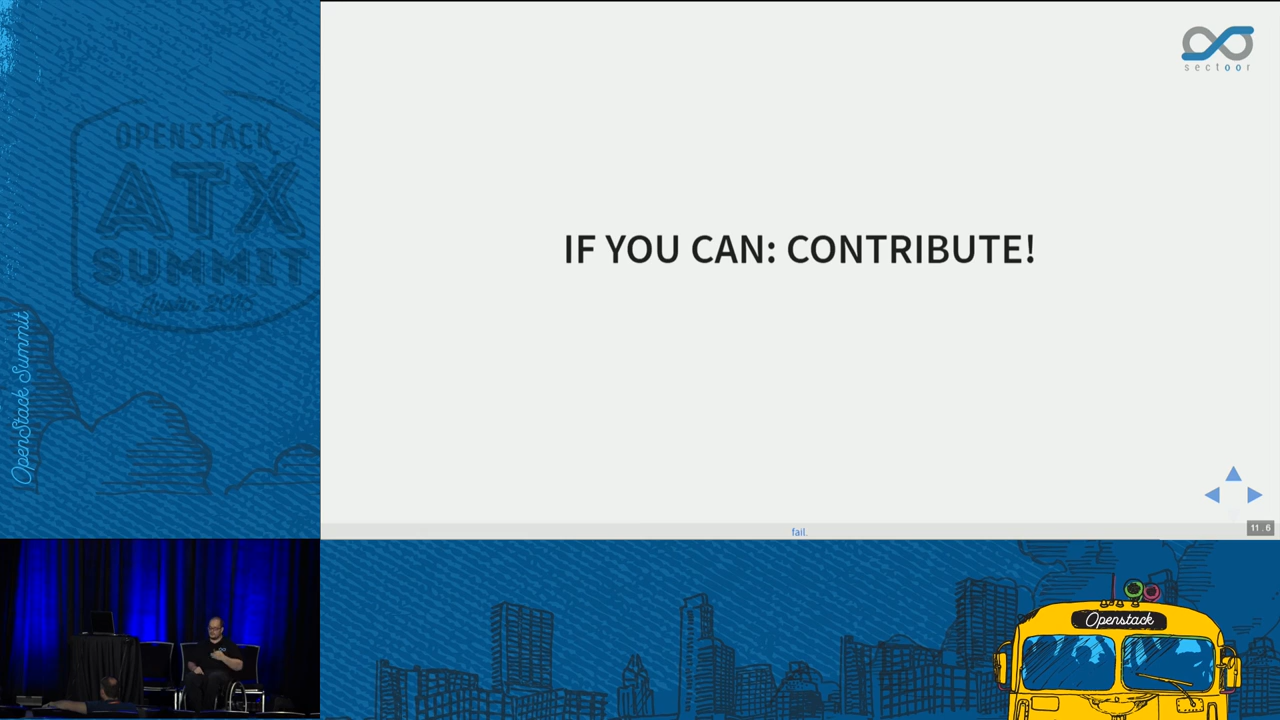 OPENSTACK
ATX
SUMMIT
Austin 2016
OpenStack Summit
sectoor
IF YOU CAN: CONTRIBUTE!
fail.
11.6
Openstack